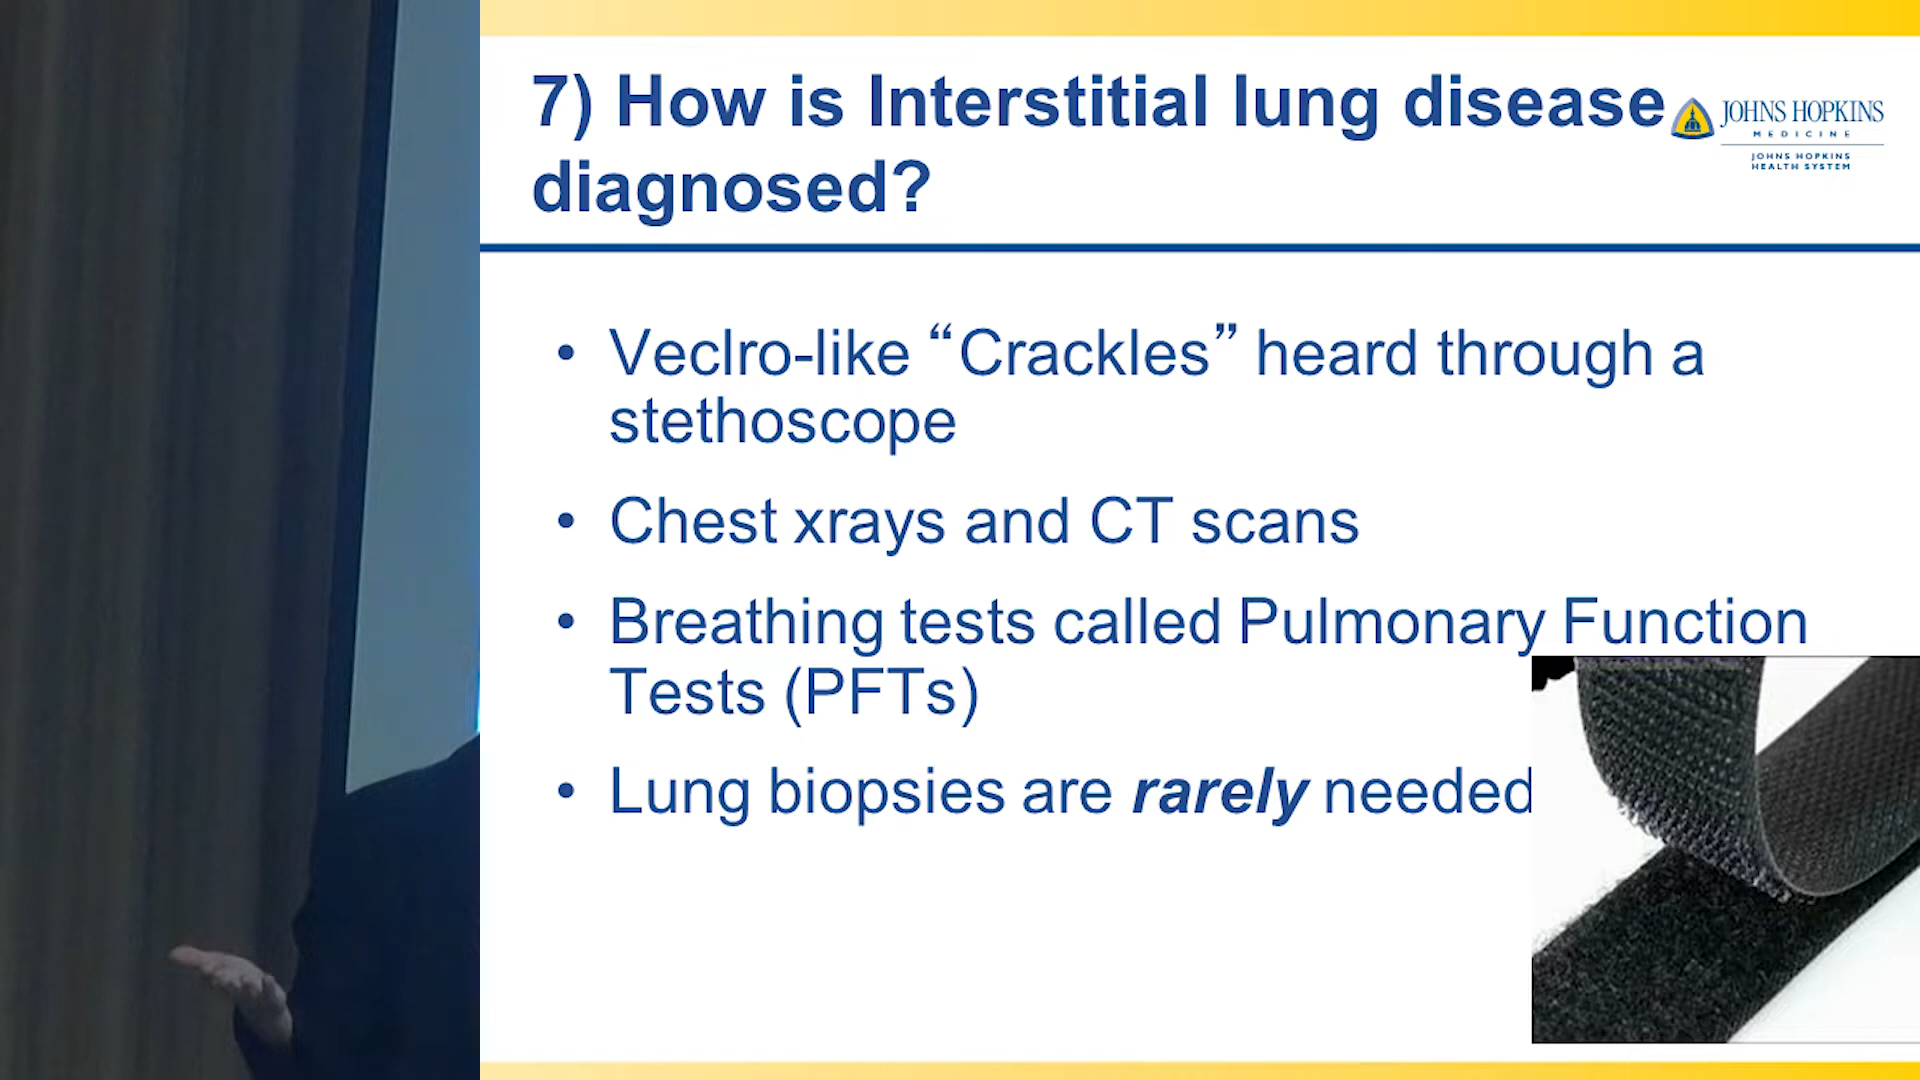 7) How is Interstitial lung disease
diagnosed?
JOHNS HOPKINS
MEDICINE
JOHNS HOPKINS
HEALTH SYSTEM
• Veclro-like “Crackles” heard through a
stethoscope
• Chest xrays and CT scans
• Breathing tests called Pulmonary Function
Tests (PFTs)
• Lung biopsies are rarely needed